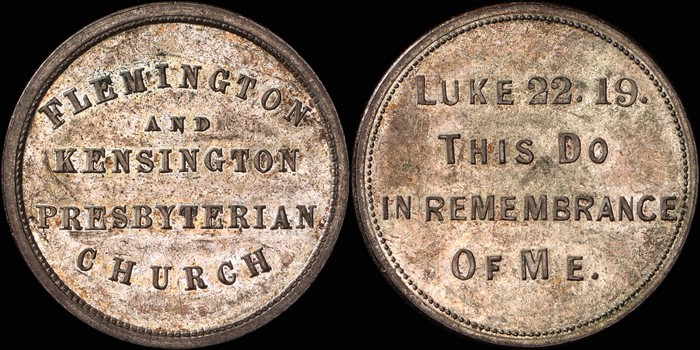 FLEMINGTON
AND
KENSINGTON
PRESBYTERIAN
CHURCH
LUKE 22. 19.
THIS DO
IN REMEMBRANCE
OF ME.